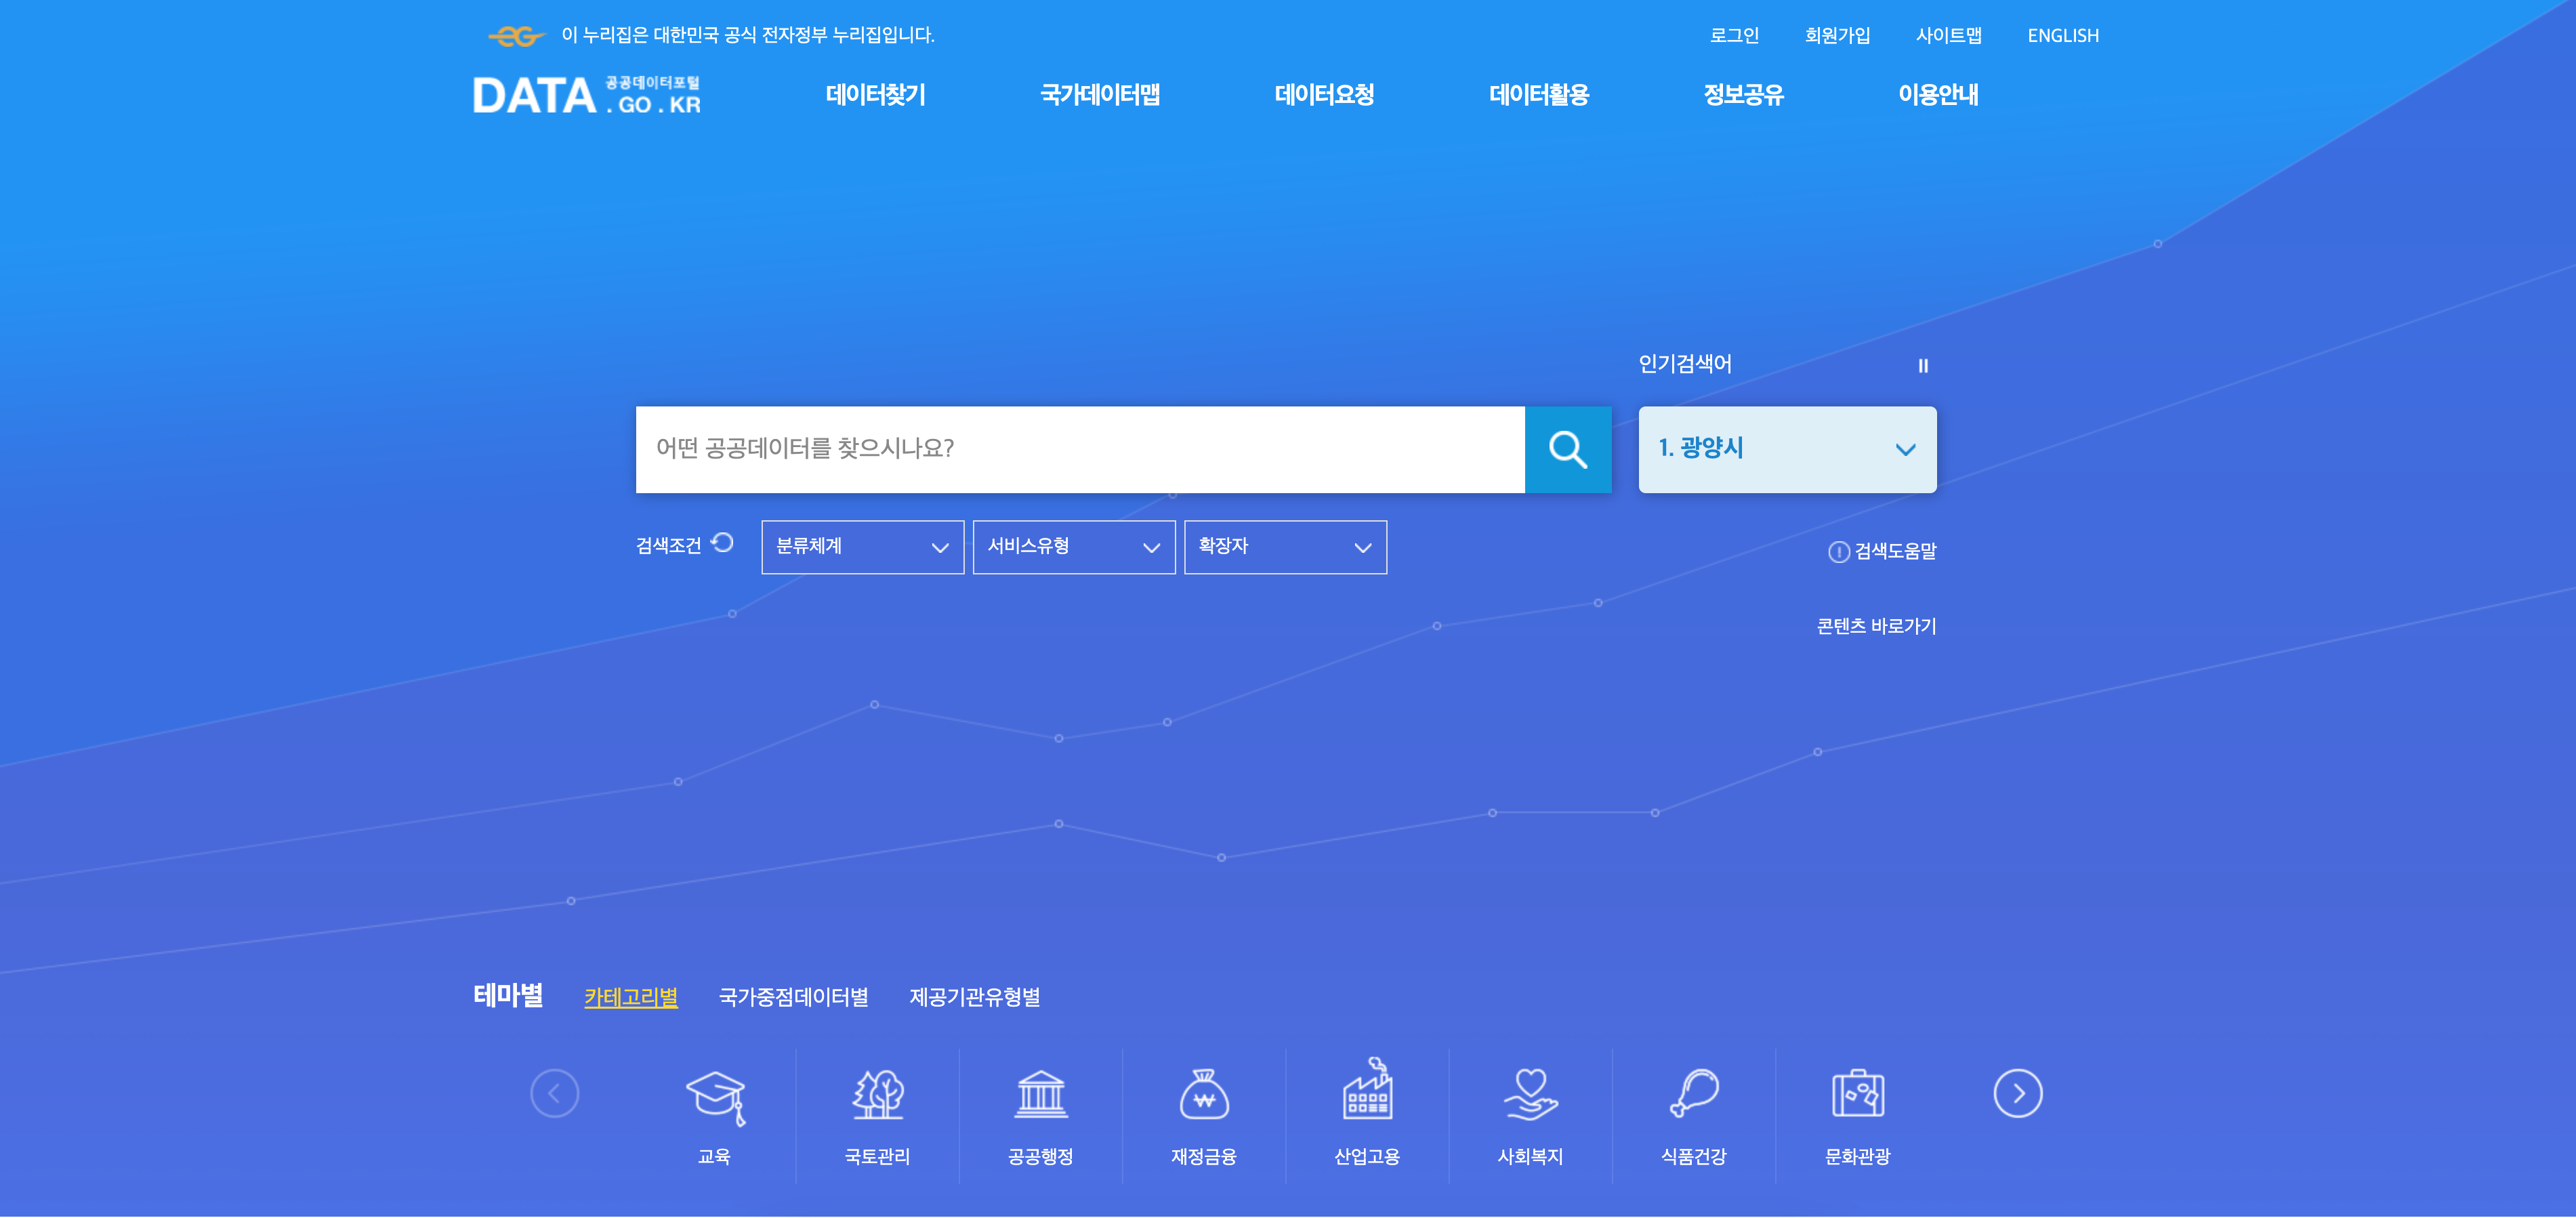 이 누리집은 대한민국 공식 전자정부 누리집입니다.
로그인 회원가입 사이트맵 ENGLISH
DATA 공공데이터포털 .GO.KR
데이터찾기 국가데이터맵 데이터요청 데이터활용 정보공유 이용안내
인기검색어
어떤 공공데이터를 찾으시나요?
1. 광양시
검색조건 분류체계 서비스유형 확장자
검색도움말
콘텐츠 바로가기
테마별 카테고리별 국가중점데이터별 제공기관유형별
교육 국토관리 공공행정 재정금융 산업고용 사회복지 식품건강 문화관광